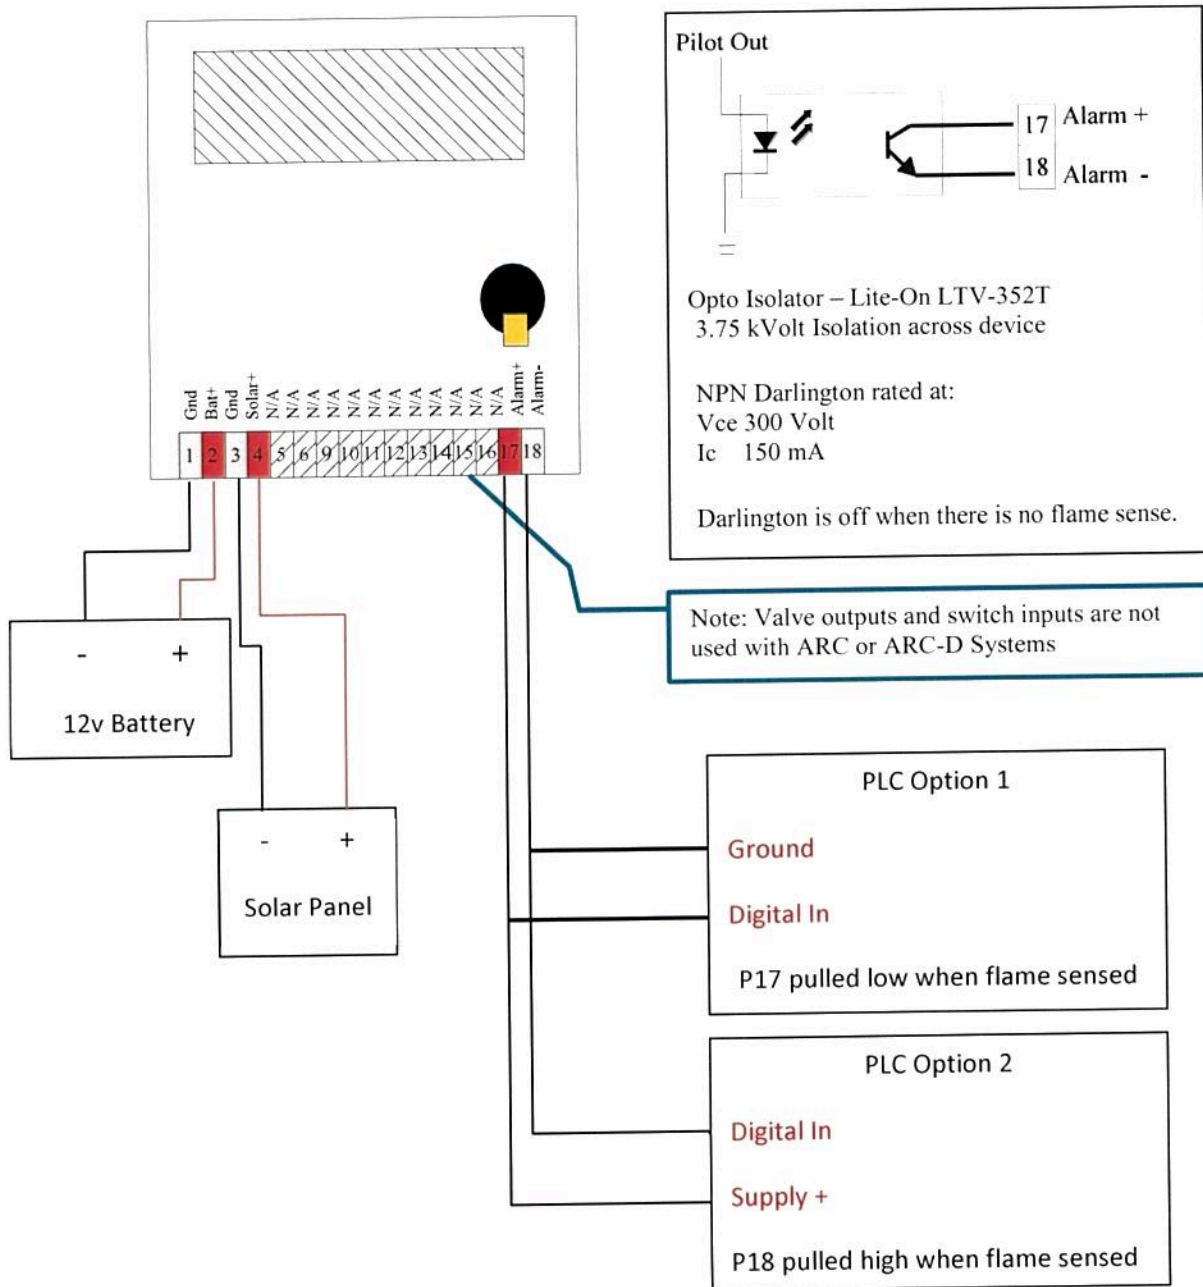 Gnd
Bat+
Gnd
Solar+
N/A
N/A
N/A
N/A
N/A
N/A
N/A
N/A
N/A
N/A
N/A
Alarm+
Alarm-
1
2
3
4
5
6
9
10
11
12
13
14
15
16
17
18
Pilot Out
17 Alarm +
18 Alarm -
Opto Isolator – Lite-On LTV-352T
3.75 kVolt Isolation across device
NPN Darlington rated at:
Vce 300 Volt
Ic 150 mA
Darlington is off when there is no flame sense.
Note: Valve outputs and switch inputs are not
used with ARC or ARC-D Systems
- +
12v Battery
- +
Solar Panel
PLC Option 1
Ground
Digital In
P17 pulled low when flame sensed
PLC Option 2
Digital In
Supply +
P18 pulled high when flame sensed